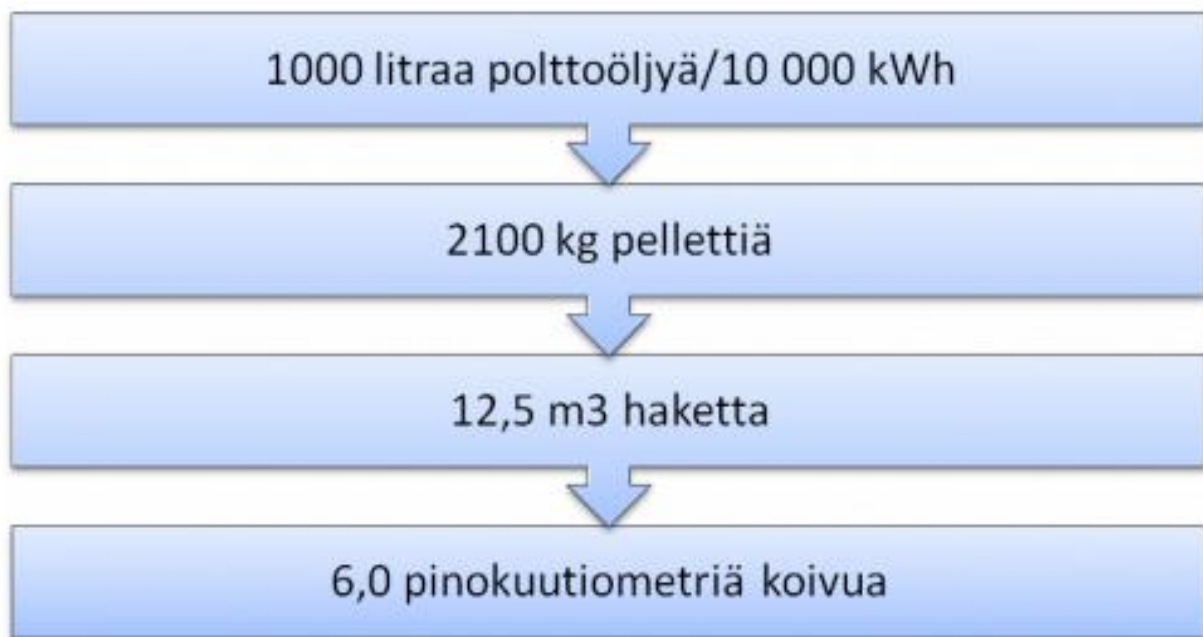 1000 litraa polttoöljyä/10 000 kWh
2100 kg pellettiä
12,5 m3 haketta
6,0 pinokuutiometriä koivua